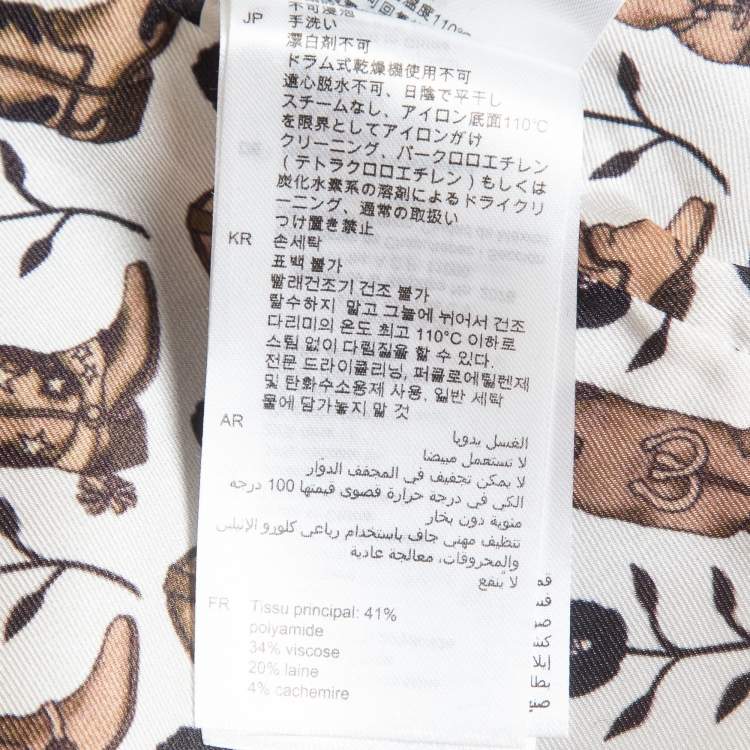 不可浸泡
JP
手洗い
漂白剤不可
ドラム式乾燥機使用不可
遠心脱水不可、日陰で平干し
スチームなし、アイロン底面110℃
を限界としてアイロンがけ
クリーニング、パークロロエチレン
(テトラクロロエチレン)もしくは
炭化水素系の溶剤によるドライクリ
ーニング、通常の取扱い
つけ置き禁止
KR
손세탁
표백 불가
빨래건조기 건조 불가
탈수하지 말고 그늘에 뉘어서 건조
다리미의 온도 최고 110°C 이하로
스팀 없이 다림질을 할 수 있다.
전문 드라이클리닝, 퍼클로에틸렌제
및 탄화수소용제 사용, 일반 세탁
물에 담가놓지 말 것
AR
الغسل يدويا
لا تستعمل مبيضا
لا يمكن تجفيف في المجفف الدوّار
الكي في درجة حرارة قصوى قيمتها 100 درجه
مئوية دون بخار
تنظيف مهني جاف باستخدام رباعي كلورو الإتيلين
والمحروقات، معالجة عادية
لا ينقع
FR
Tissu principal: 41%
polyamide
34% viscose
20% laine
4% cachemire